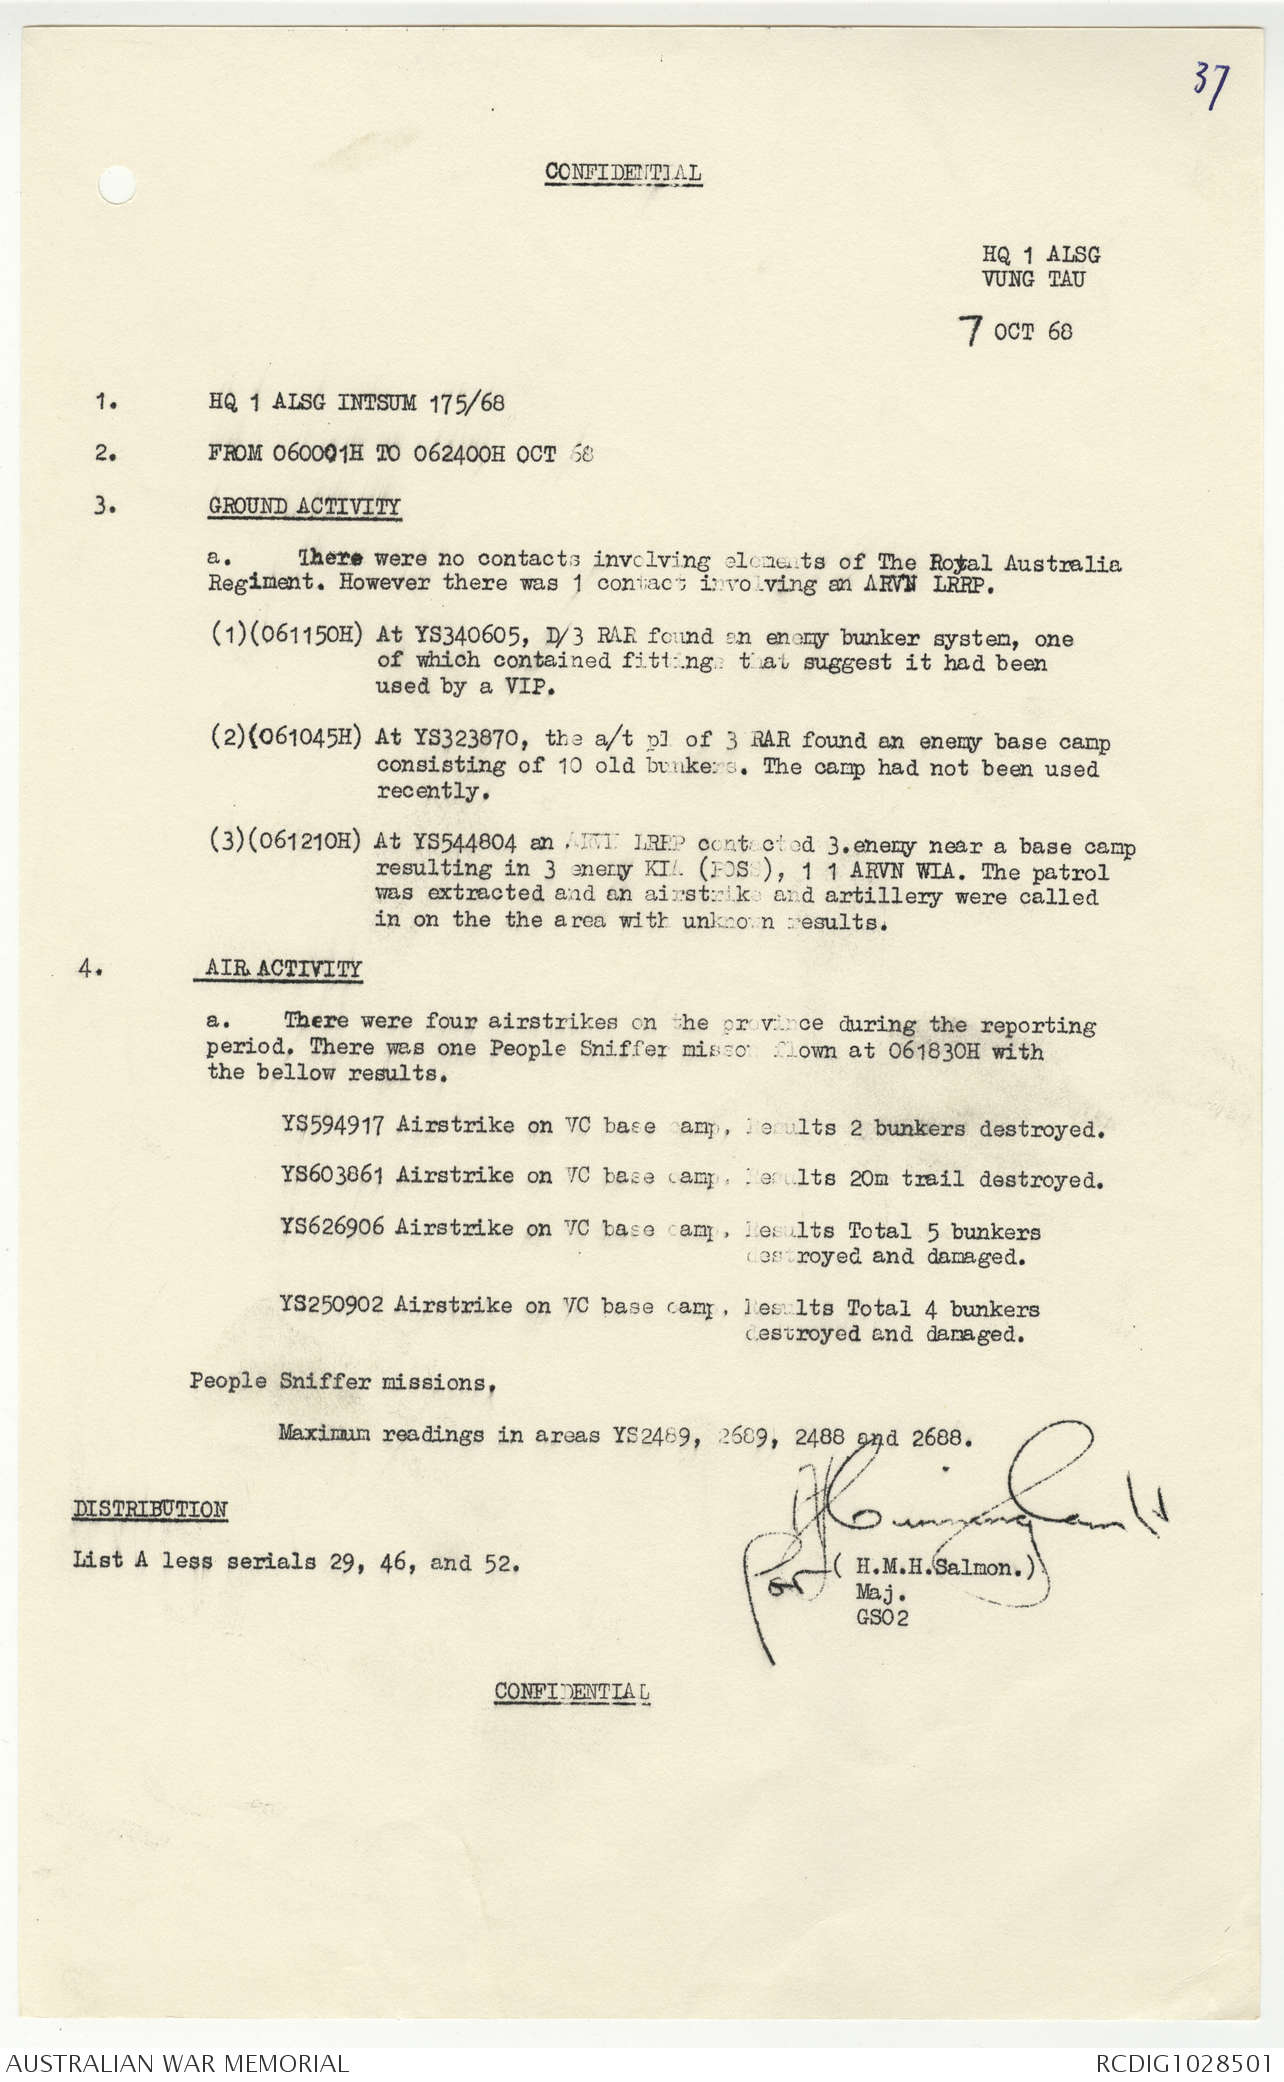 37
CONFIDENTIAL
HQ 1 ALSG
VUNG TAU
7 OCT 68
1. HQ 1 ALSG INTSUM 175/68
2. FROM 060001H TO 062400H OCT 68
3. GROUND ACTIVITY
a. There were no contacts involving elements of The Royal Australia
Regiment. However there was 1 contact involving an ARVN LRRP.
(1)(061150H) At YS340605, D/3 RAR found an enemy bunker system, one
of which contained fittings that suggest it had been
used by a VIP.
(2)(061045H) At YS323870, the a/t pl of 3 RAR found an enemy base camp
consisting of 10 old bunkers. The camp had not been used
recently.
(3)(061210H) At YS544804 an ARVN LRRP contacted 3.enemy near a base camp
resulting in 3 enemy KIA (POSS), 1 1 ARVN WIA. The patrol
was extracted and an airstrike and artillery were called
in on the the area with unknown results.
4. AIR ACTIVITY
a. There were four airstrikes on the province during the reporting
period. There was one People Sniffer misson flown at 061830H with
the bellow results.
YS594917 Airstrike on VC base camp, Results 2 bunkers destroyed.
YS603861 Airstrike on VC base camp, Results 20m trail destroyed.
YS626906 Airstrike on VC base camp, Results Total 5 bunkers
destroyed and damaged.
YS250902 Airstrike on VC base camp, Results Total 4 bunkers
destroyed and damaged.
People Sniffer missions,
Maximum readings in areas YS2489, 2689, 2488 and 2688.
DISTRIBUTION
List A less serials 29, 46, and 52.
for ( H.M.H.Salmon.)
Maj.
GSO2
CONFIDENTIAL
AUSTRALIAN WAR MEMORIAL
RCDIG1028501